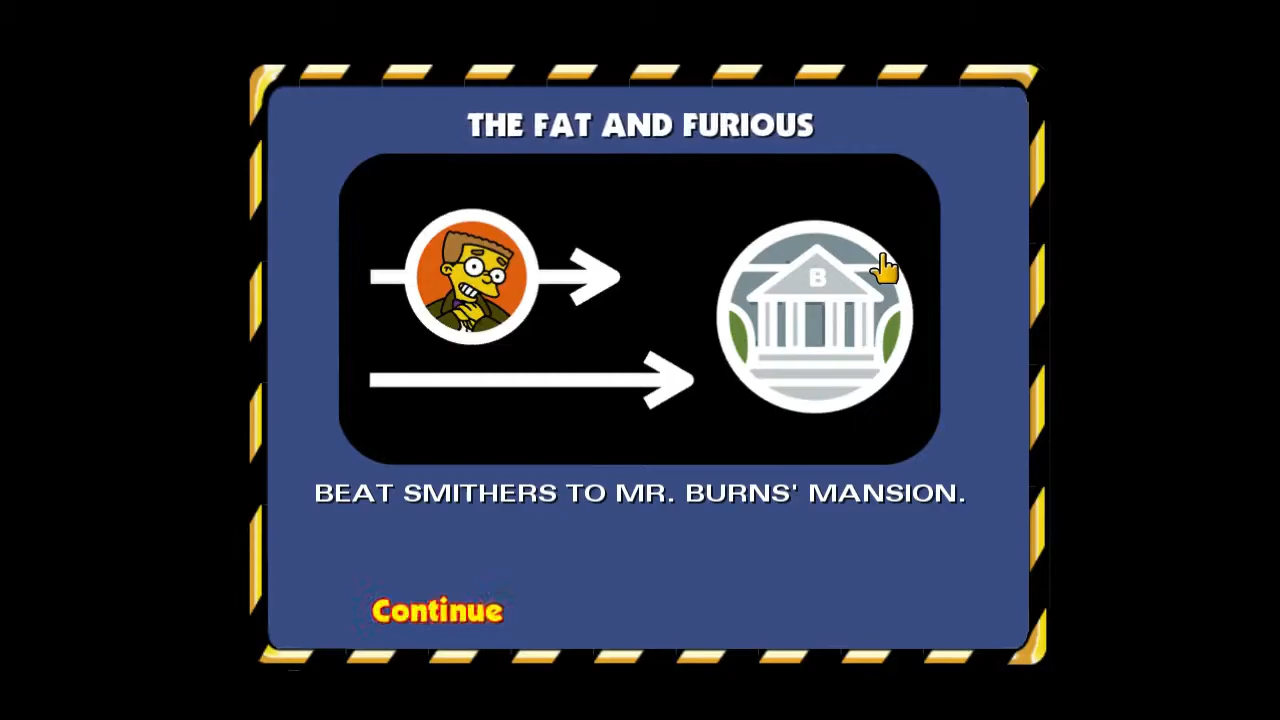 THE FAT AND FURIOUS
B
BEAT SMITHERS TO MR. BURNS' MANSION.
Continue